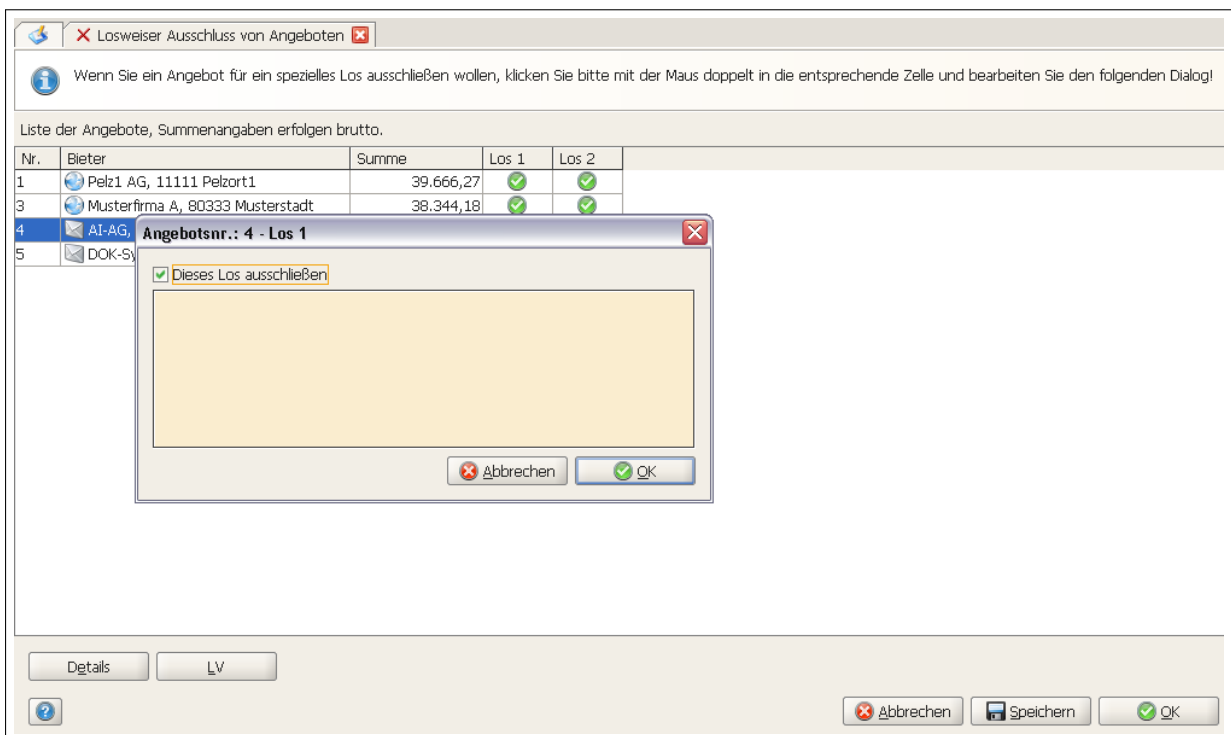 Losweiser Ausschluss von Angeboten
Wenn Sie ein Angebot für ein spezielles Los ausschließen wollen, klicken Sie bitte mit der Maus doppelt in die entsprechende Zelle und bearbeiten Sie den folgenden Dialog!
Liste der Angebote, Summenangaben erfolgen brutto.
Nr. Bieter Summe Los 1 Los 2
1 Pelz1 AG, 11111 Pelzort1 39.666,27
3 Musterfirma A, 80333 Musterstadt 38.344,18
4 AI-AG,
5 DOK-Sy
Angebotsnr.: 4 - Los 1
Dieses Los ausschließen
Abbrechen OK
Details LV
Abbrechen Speichern OK